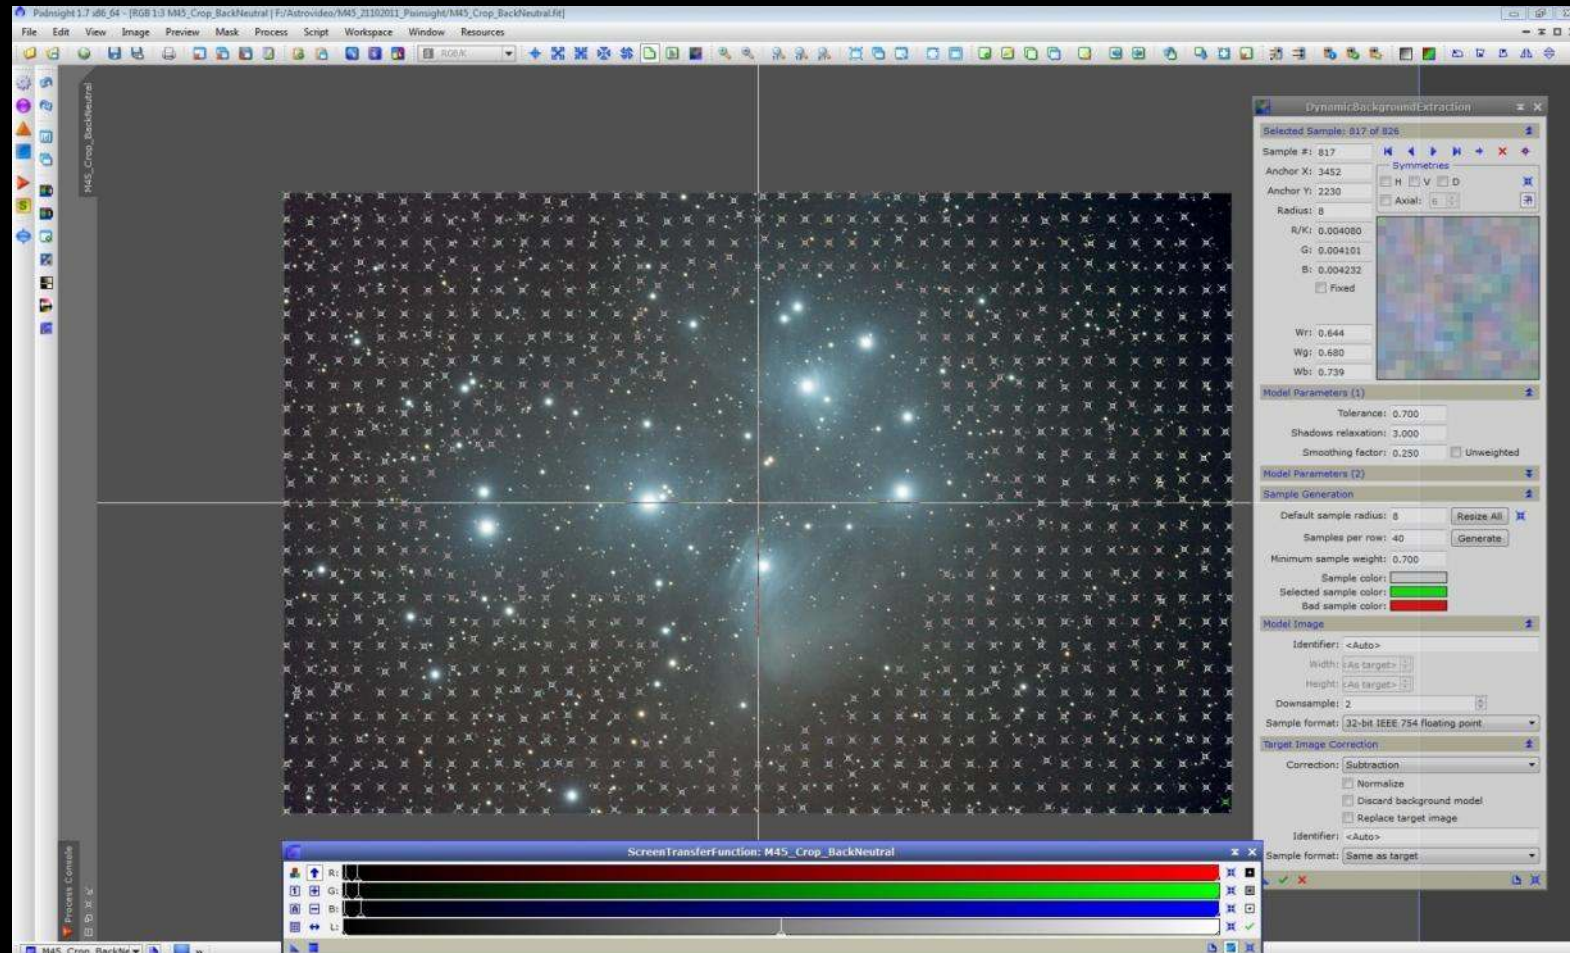 PixInsight 1.7 x86_64 - [RGB 1:3 M45_Crop_BackNeutral | F:/Astrovideo/M45_21102011_Pixinsight/M45_Crop_BackNeutral.fit]
File Edit View Image Preview Mask Process Script Workspace Window Resources
RGB/K
M45_Crop_BackNeutral
DynamicBackgroundExtraction
Selected Sample: 817 of 826
Sample #: 817
Symmetries
Anchor X: 3452
H V D
Anchor Y: 2230
Axial: 6
Radius: 8
R/K: 0.004080
G: 0.004101
B: 0.004232
Fixed
Wr: 0.644
Wg: 0.680
Wb: 0.739
Model Parameters (1)
Tolerance: 0.700
Shadows relaxation: 3.000
Smoothing factor: 0.250 Unweighted
Model Parameters (2)
Sample Generation
Default sample radius: 8 Resize All
Samples per row: 40 Generate
Minimum sample weight: 0.700
Sample color:
Selected sample color:
Bad sample color:
Model Image
Identifier: <Auto>
Width: <As target>
Height: <As target>
Downsample: 2
Sample format: 32-bit IEEE 754 floating point
Target Image Correction
Correction: Subtraction
Normalize
Discard background model
Replace target image
Identifier: <Auto>
Sample format: Same as target
Process Console
ScreenTransferFunction: M45_Crop_BackNeutral
R:
G:
B:
L:
M45_Crop_BackNe